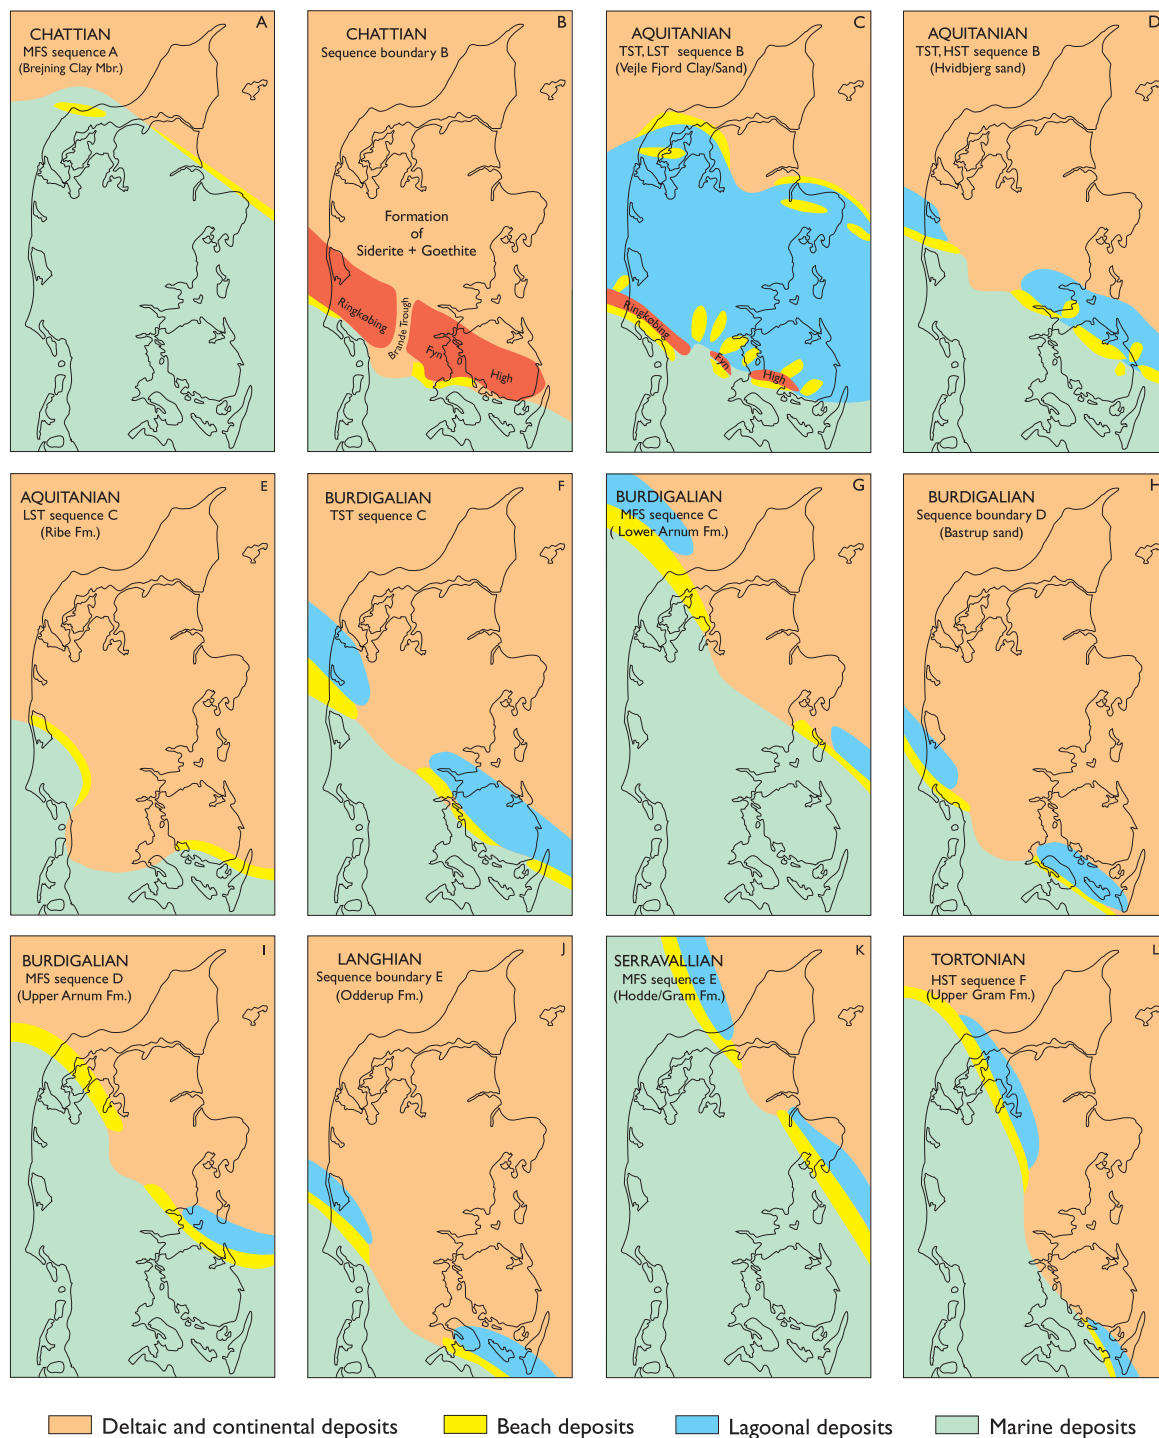 A
CHATTIAN
MFS sequence A
(Brejning Clay Mbr.)
B
CHATTIAN
Sequence boundary B
Formation
of
Siderite + Goethite
Ringkøbing
Brande Trough
Fyn
High
C
AQUITANIAN
TST, LST sequence B
(Vejle Fjord Clay/Sand)
Ringkøbing
Fyn
High
D
AQUITANIAN
TST, HST sequence B
(Hvidbjerg sand)
E
AQUITANIAN
LST sequence C
(Ribe Fm.)
F
BURDIGALIAN
TST sequence C
G
BURDIGALIAN
MFS sequence C
( Lower Arnum Fm.)
H
BURDIGALIAN
Sequence boundary D
(Bastrup sand)
I
BURDIGALIAN
MFS sequence D
(Upper Arnum Fm.)
J
LANGHIAN
Sequence boundary E
(Odderup Fm.)
K
SERRAVALLIAN
MFS sequence E
(Hodde/Gram Fm.)
L
TORTONIAN
HST sequence F
(Upper Gram Fm.)
Deltaic and continental deposits
Beach deposits
Lagoonal deposits
Marine deposits